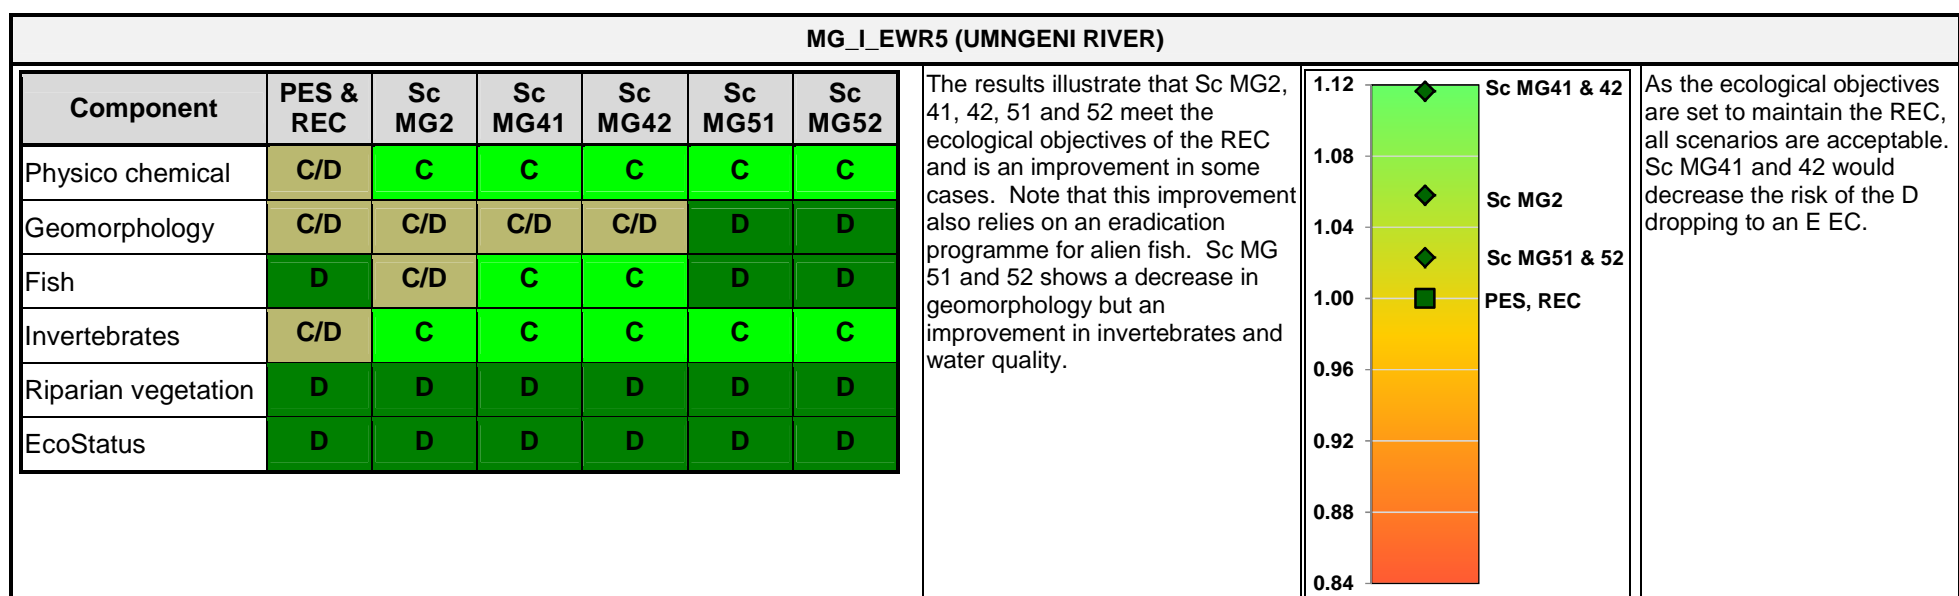 MG_I_EWR5 (UMNGENI RIVER)
Component PES & REC Sc MG2 Sc MG41 Sc MG42 Sc MG51 Sc MG52
Physico chemical C/D C C C C C
Geomorphology C/D C/D C/D C/D D D
Fish D C/D C C D D
Invertebrates C/D C C C C C
Riparian vegetation D D D D D D
EcoStatus D D D D D D
The results illustrate that Sc MG2,
41, 42, 51 and 52 meet the
ecological objectives of the REC
and is an improvement in some
cases. Note that this improvement
also relies on an eradication
programme for alien fish. Sc MG
51 and 52 shows a decrease in
geomorphology but an
improvement in invertebrates and
water quality.
1.12 Sc MG41 & 42
1.08
Sc MG2
1.04
Sc MG51 & 52
1.00 PES, REC
0.96
0.92
0.88
0.84
As the ecological objectives
are set to maintain the REC,
all scenarios are acceptable.
Sc MG41 and 42 would
decrease the risk of the D
dropping to an E EC.